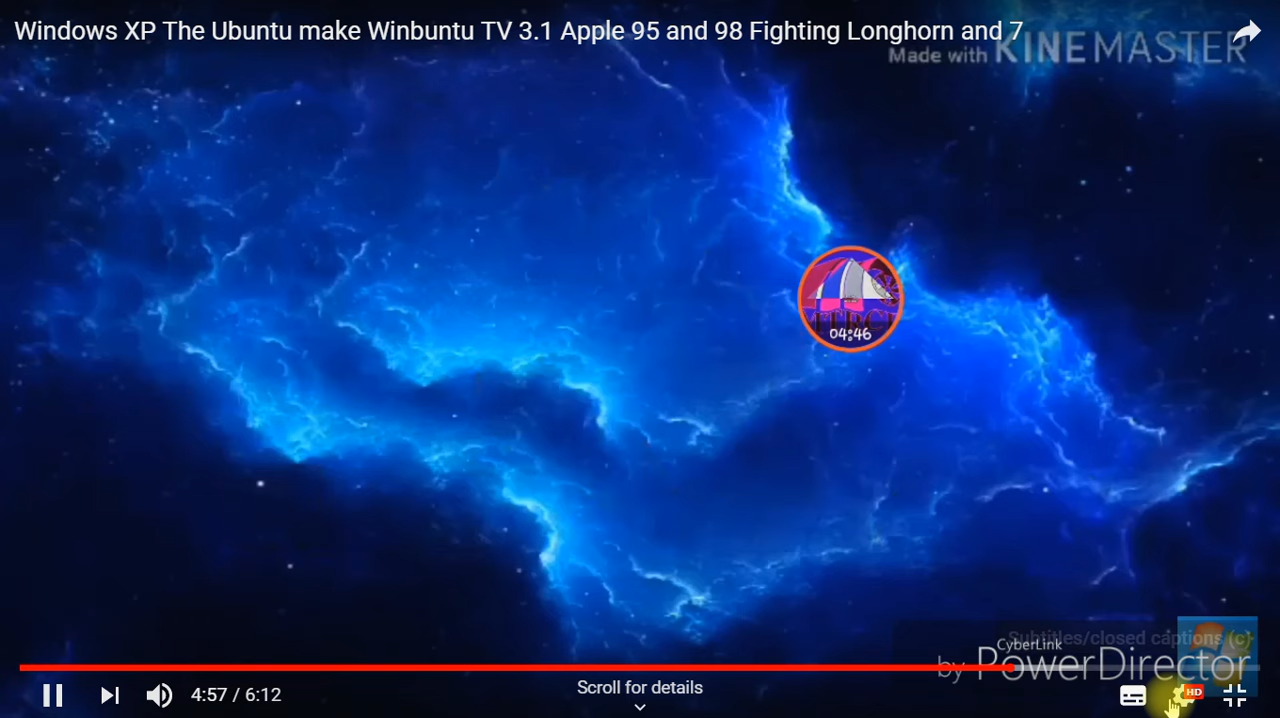 Windows XP The Ubuntu make Winbuntu TV 3.1 Apple 95 and 98 Fighting Longhorn and 7
Made with KINEMASTER
04:46
Subtitles/closed captions (c)
CyberLink
by PowerDirector
4:57 / 6:12
Scroll for details
HD